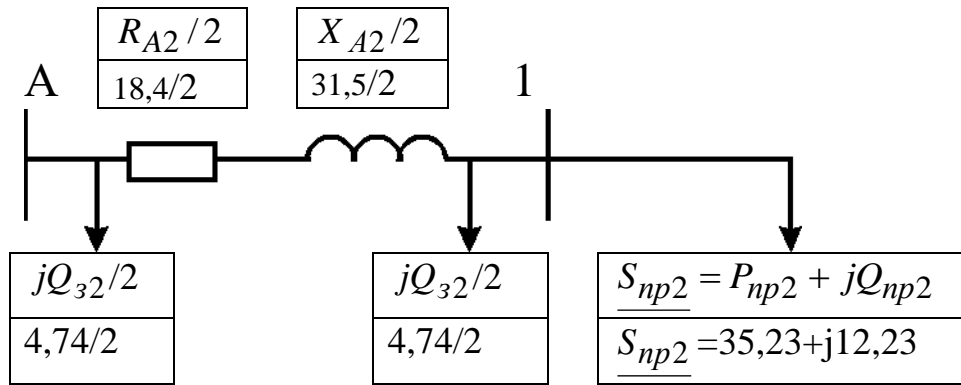 R_{A2}/2
X_{A2}/2
18,4/2
31,5/2
A
1
jQ_{з2}/2
jQ_{з2}/2
S_{np2} = P_{np2} + jQ_{np2}
4,74/2
4,74/2
S_{np2} =35,23+j12,23